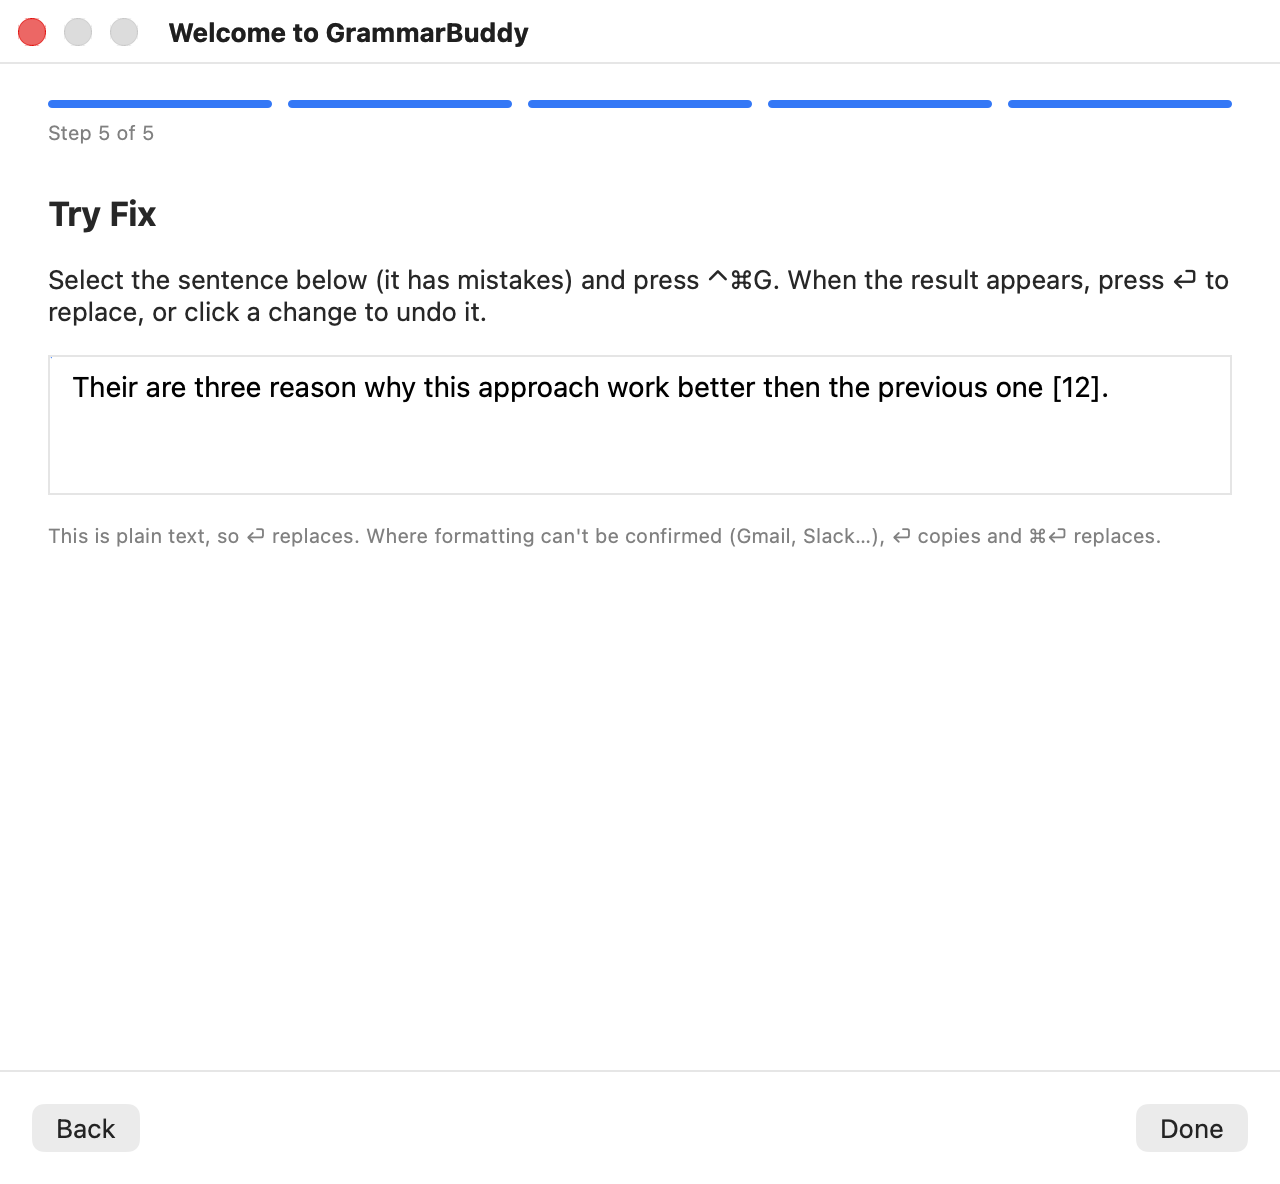 Welcome to GrammarBuddy
Step 5 of 5
Try Fix
Select the sentence below (it has mistakes) and press ⌃⌘G. When the result appears, press ⏎ to
replace, or click a change to undo it.
Their are three reason why this approach work better then the previous one [12].
This is plain text, so ⏎ replaces. Where formatting can't be confirmed (Gmail, Slack…), ⏎ copies and ⌘⏎ replaces.
Back
Done